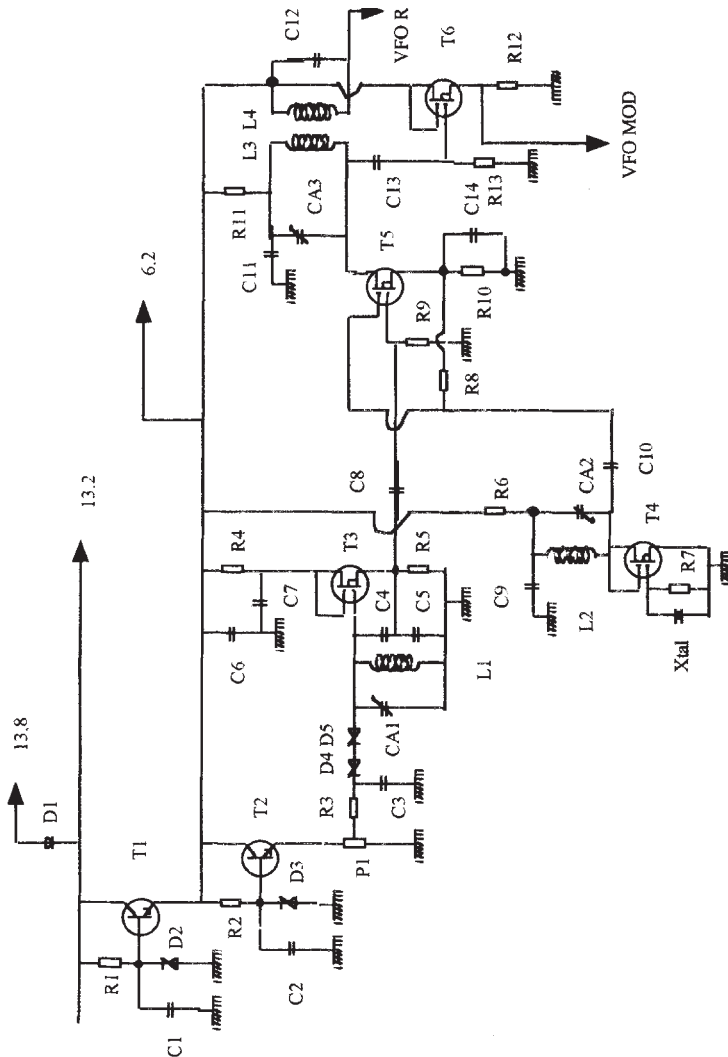 13.8
D1
13.2
6.2
T1
R1
D2
C1
T2
R2
D3
C2
P1
R3
C3
D4 D5
CA1
L1
C6
C7
R4
T3
C4
C5
R5
C8
R6
C9
CA2
L2
C10
T4
R7
Xtal
R8
R9
T5
R10
C14
C11
R11
CA3
L3 L4
C13
R13
C12
VFO R
T6
R12
VFO MOD